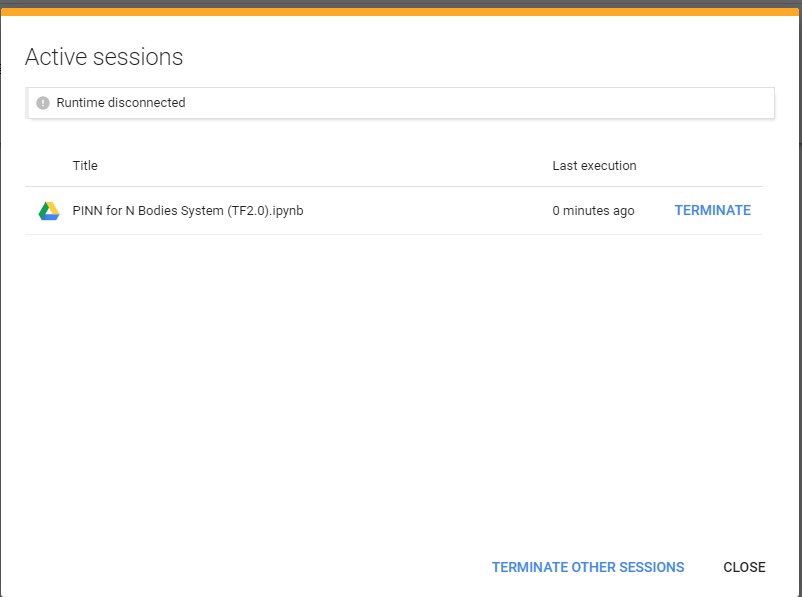 Active sessions
Runtime disconnected
Title Last execution
PINN for N Bodies System (TF2.0).ipynb 0 minutes ago TERMINATE
TERMINATE OTHER SESSIONS CLOSE